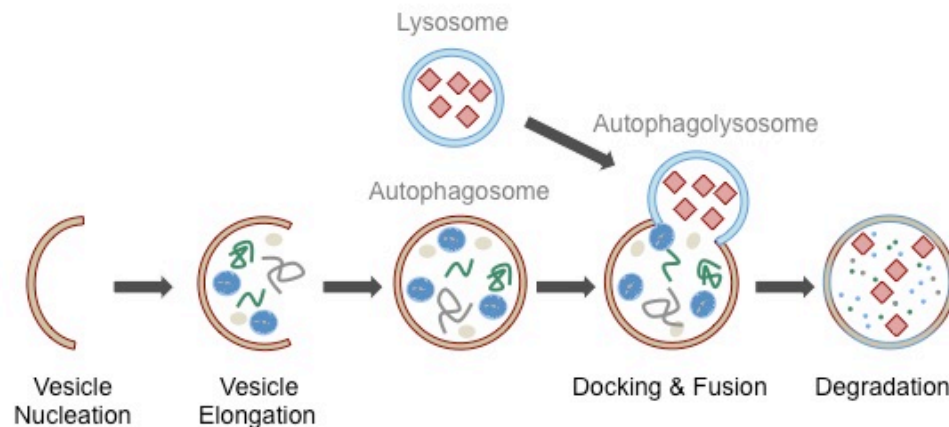 Lysosome
Autophagolysosome
Autophagosome
Vesicle
Nucleation
Vesicle
Elongation
Docking & Fusion
Degradation